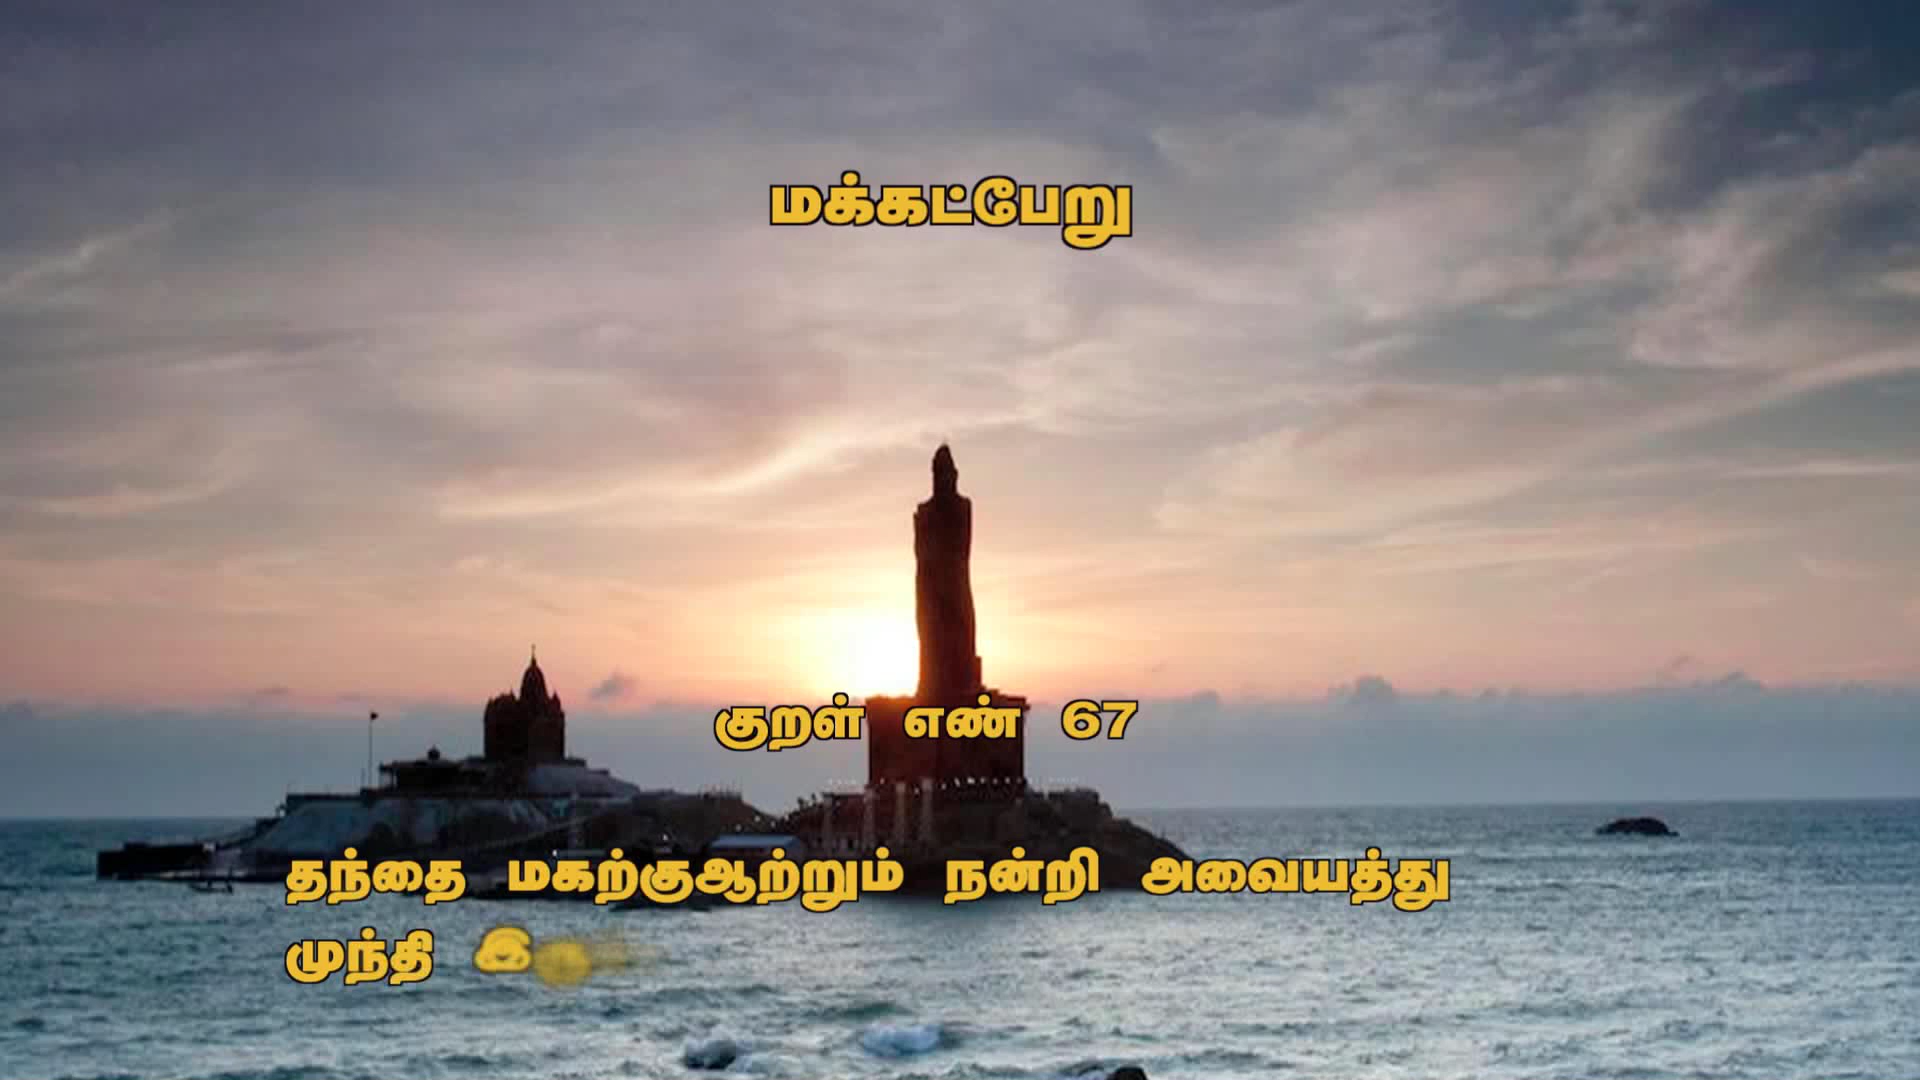 மக்கட்பேறு
குறள் எண் 67
தந்தை மகற்குஆற்றும் நன்றி அவையத்து
முந்தி